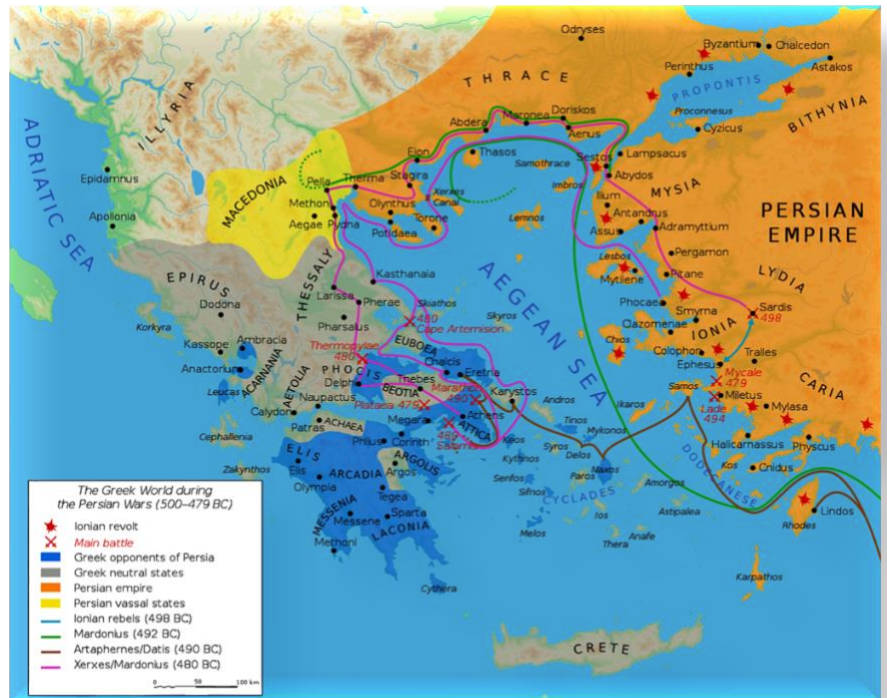 Odryses
Byzantium
Chalcedon
Perinthus
Astakos
THRACE
PROPONTIS
BITHYNIA
Proconnesus
Cyzicus
ILLYRIA
ADRIATIC SEA
Abdera
Maronea
Doriskos
Aenus
Eion
Thasos
Samothrace
Sestos
Lampsacus
Abydos
Imbros
MYSIA
Epidamnus
Apollonia
MACEDONIA
Pella
Therma
Stagira
Xerxes
Canal
Methon
Olynthus
Torone
Aegae
Pydna
Potidaea
Lemnos
Ilium
Antandrus
Assus
Adramyttium
PERSIAN
EMPIRE
Lesbos
Pergamon
Mytilene
Pitane
LYDIA
EPIRUS
THESSALY
Kasthanaia
AEGEAN SEA
Phocaea
Dodona
Larissa
Pherae
Skiathos
Skyros
Smyrna
Sardis
498
Korkyra
Pharsalus
480
Cape Artemision
Clazomenae
IONIA
Kassope
Ambracia
Thermopylae
480
EUBOEA
Chios
Colophon
Tralles
Ephesus
Anactorium
ACARNANIA
AETOLIA
PHOCIS
Chalcis
Eretria
Mycale
479
Leucas
Delphi
Thebes
BEOTIA
Marathon
490
Karystos
Samos
CARIA
Naupactus
Plataea 479
Athens
Andros
Ikaros
Miletus
Lade
494
Mylasa
Calydon
Patras
ACHAEA
Megara
ATTICA
Tinos
Mykonos
Cephallenia
Phlius
Corinth
480
Salamis
Keos
Syros
Delos
Halicarnassus
Physcus
ELIS
Elis
ARGOLIS
Argos
Kythnos
Paros
Naxos
Kos
Cnidus
Zakynthos
ARCADIA
Olympia
Tegea
Serifos
Sifnos
CYCLADES
Amorgos
DODECANESE
MESSENIA
Messene
Sparta
LACONIA
Ios
Astipalea
Rhodes
Lindos
Methoni
Melos
Thera
Anafe
Cythera
Karpathos
CRETE
The Greek World during
the Persian Wars (500–479 BC)
Ionian revolt
Main battle
Greek opponents of Persia
Greek neutral states
Persian empire
Persian vassal states
Ionian rebels (498 BC)
Mardonius (492 BC)
Artaphernes/Datis (490 BC)
Xerxes/Mardonius (480 BC)
0 50 100 km